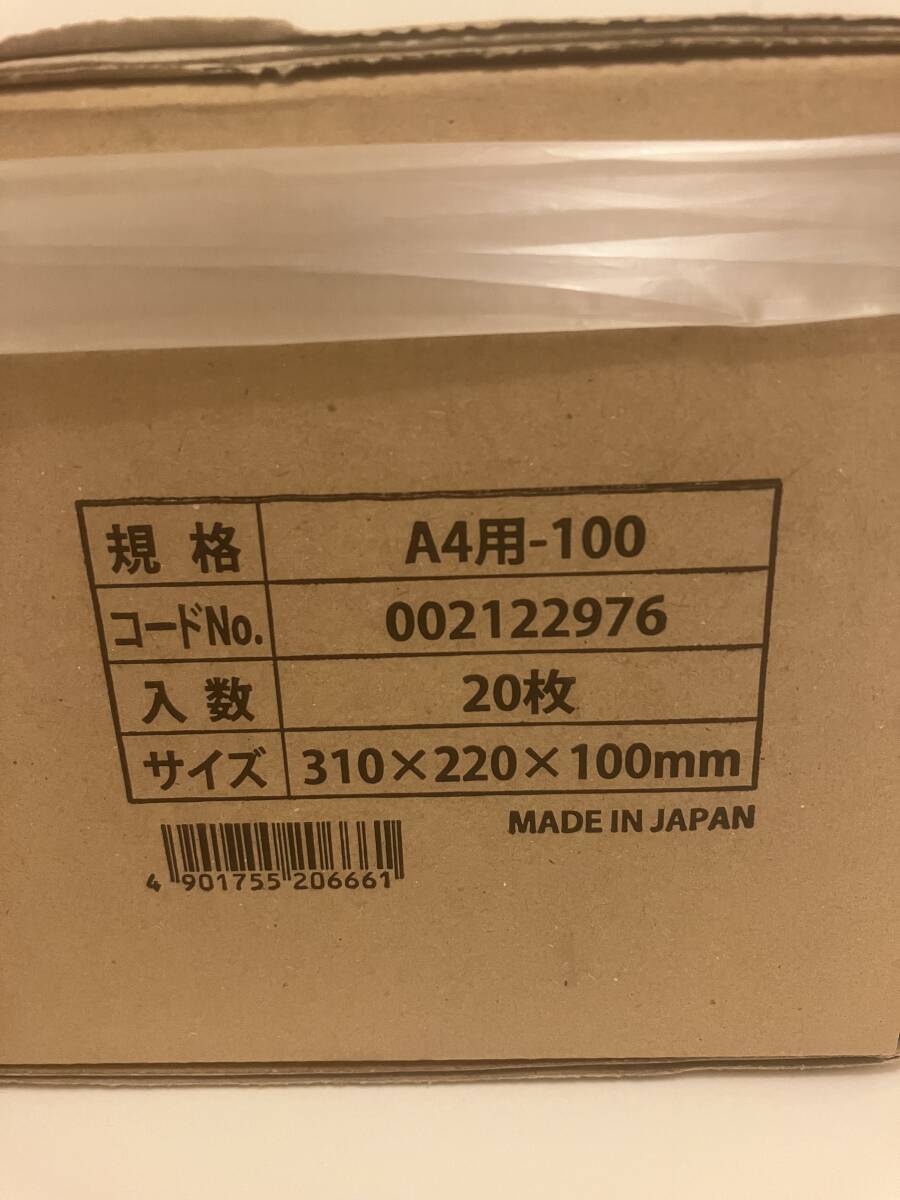 規格 A4用-100
コードNo. 002122976
入数 20枚
サイズ 310×220×100mm
MADE IN JAPAN
4 901755 206661